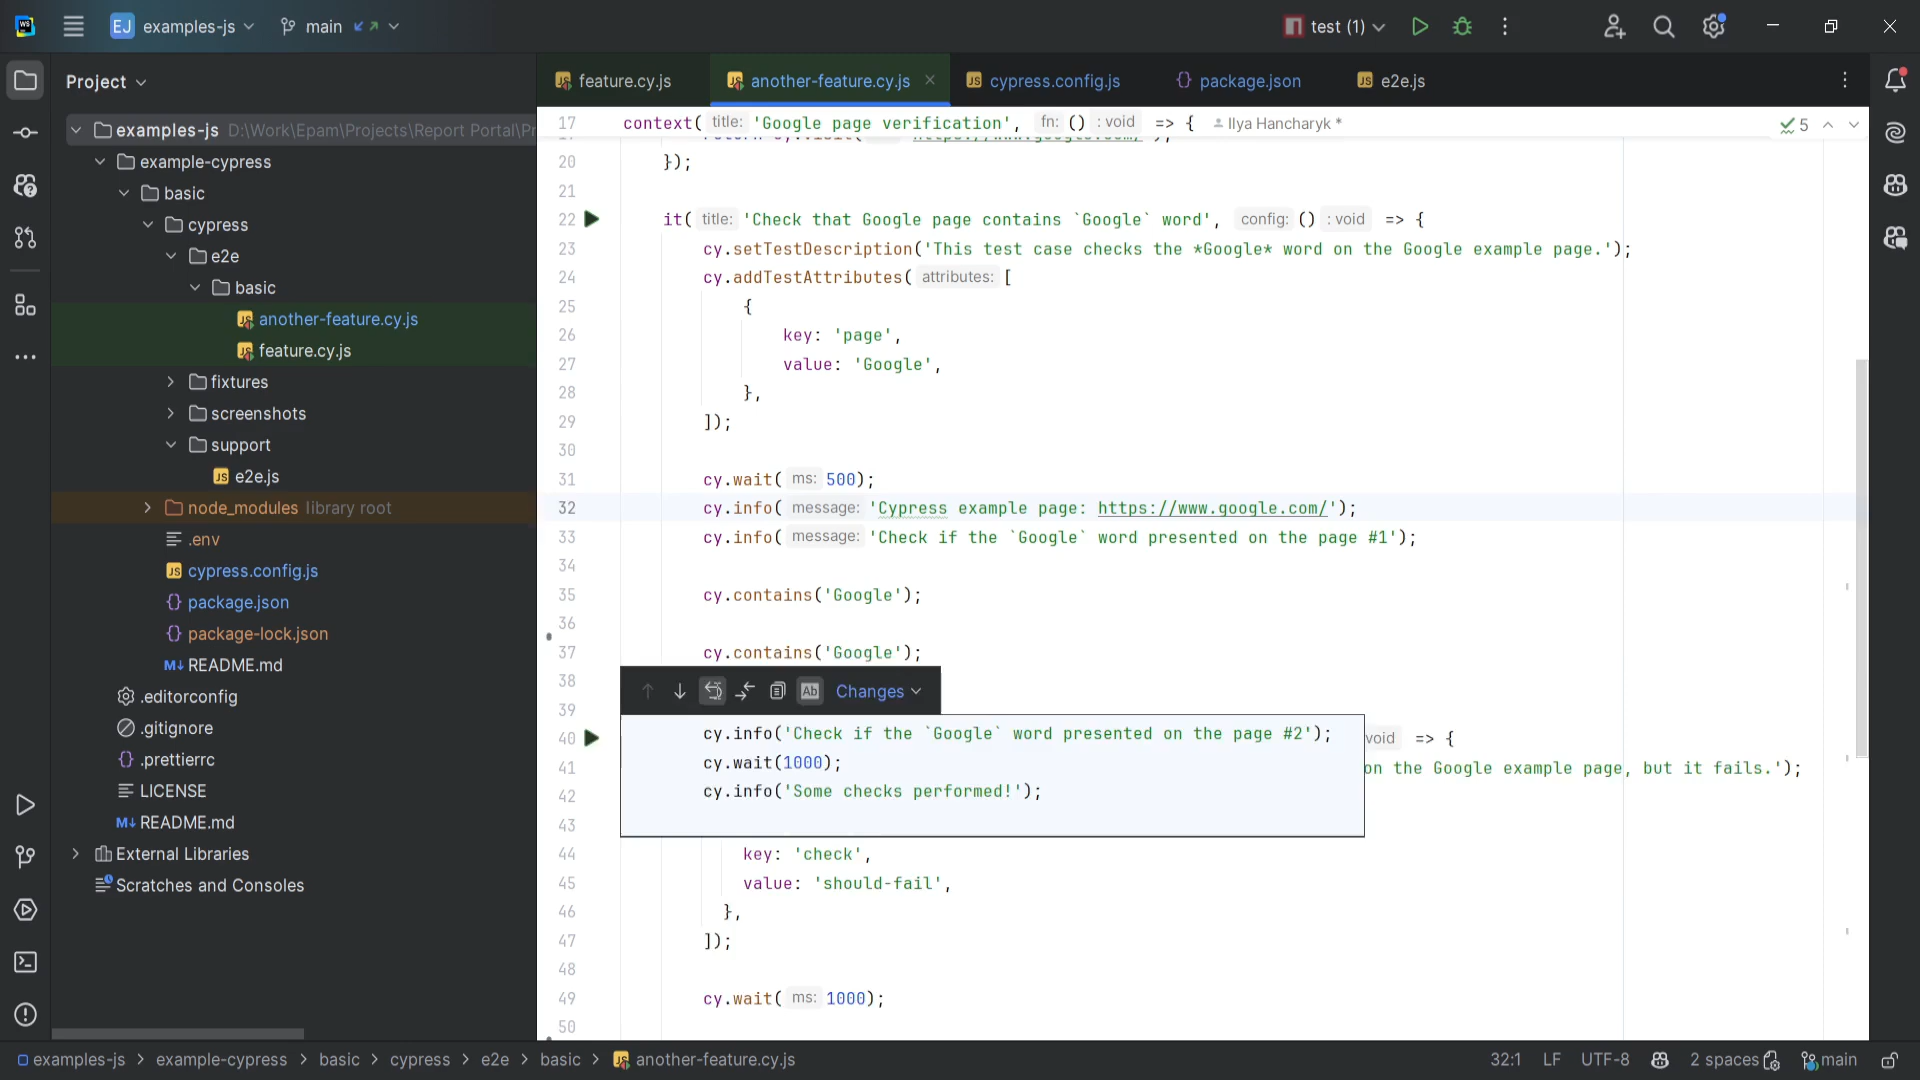 WS
EJ examples-js
main
test (1)
Project
feature.cy.js
another-feature.cy.js
cypress.config.js
{} package.json
JS e2e.js
examples-js D:\Work\Epam\Projects\Report Portal\Pr
example-cypress
basic
cypress
e2e
basic
another-feature.cy.js
feature.cy.js
fixtures
screenshots
support
JS e2e.js
node_modules library root
.env
JS cypress.config.js
{} package.json
{} package-lock.json
M↓ README.md
.editorconfig
.gitignore
{} .prettierrc
LICENSE
M↓ README.md
External Libraries
Scratches and Consoles
17 context( title: 'Google page verification', fn: () : void => { Ilya Hancharyk *
5
20 });
21
22 it( title: 'Check that Google page contains `Google` word', config: () : void => {
23 cy.setTestDescription('This test case checks the *Google* word on the Google example page.');
24 cy.addTestAttributes( attributes: [
25 {
26 key: 'page',
27 value: 'Google',
28 },
29 ]);
30
31 cy.wait( ms: 500);
32 cy.info( message: 'Cypress example page: https://www.google.com/');
33 cy.info( message: 'Check if the `Google` word presented on the page #1');
34
35 cy.contains('Google');
36
37 cy.contains('Google');
38
Ab Changes
39
cy.info('Check if the `Google` word presented on the page #2');
40 void => {
cy.wait(1000);
41 on the Google example page, but it fails.');
cy.info('Some checks performed!');
42
43
44 key: 'check',
45 value: 'should-fail',
46 },
47 ]);
48
49 cy.wait( ms: 1000);
50
examples-js > example-cypress > basic > cypress > e2e > basic > another-feature.cy.js
32:1 LF UTF-8 2 spaces main